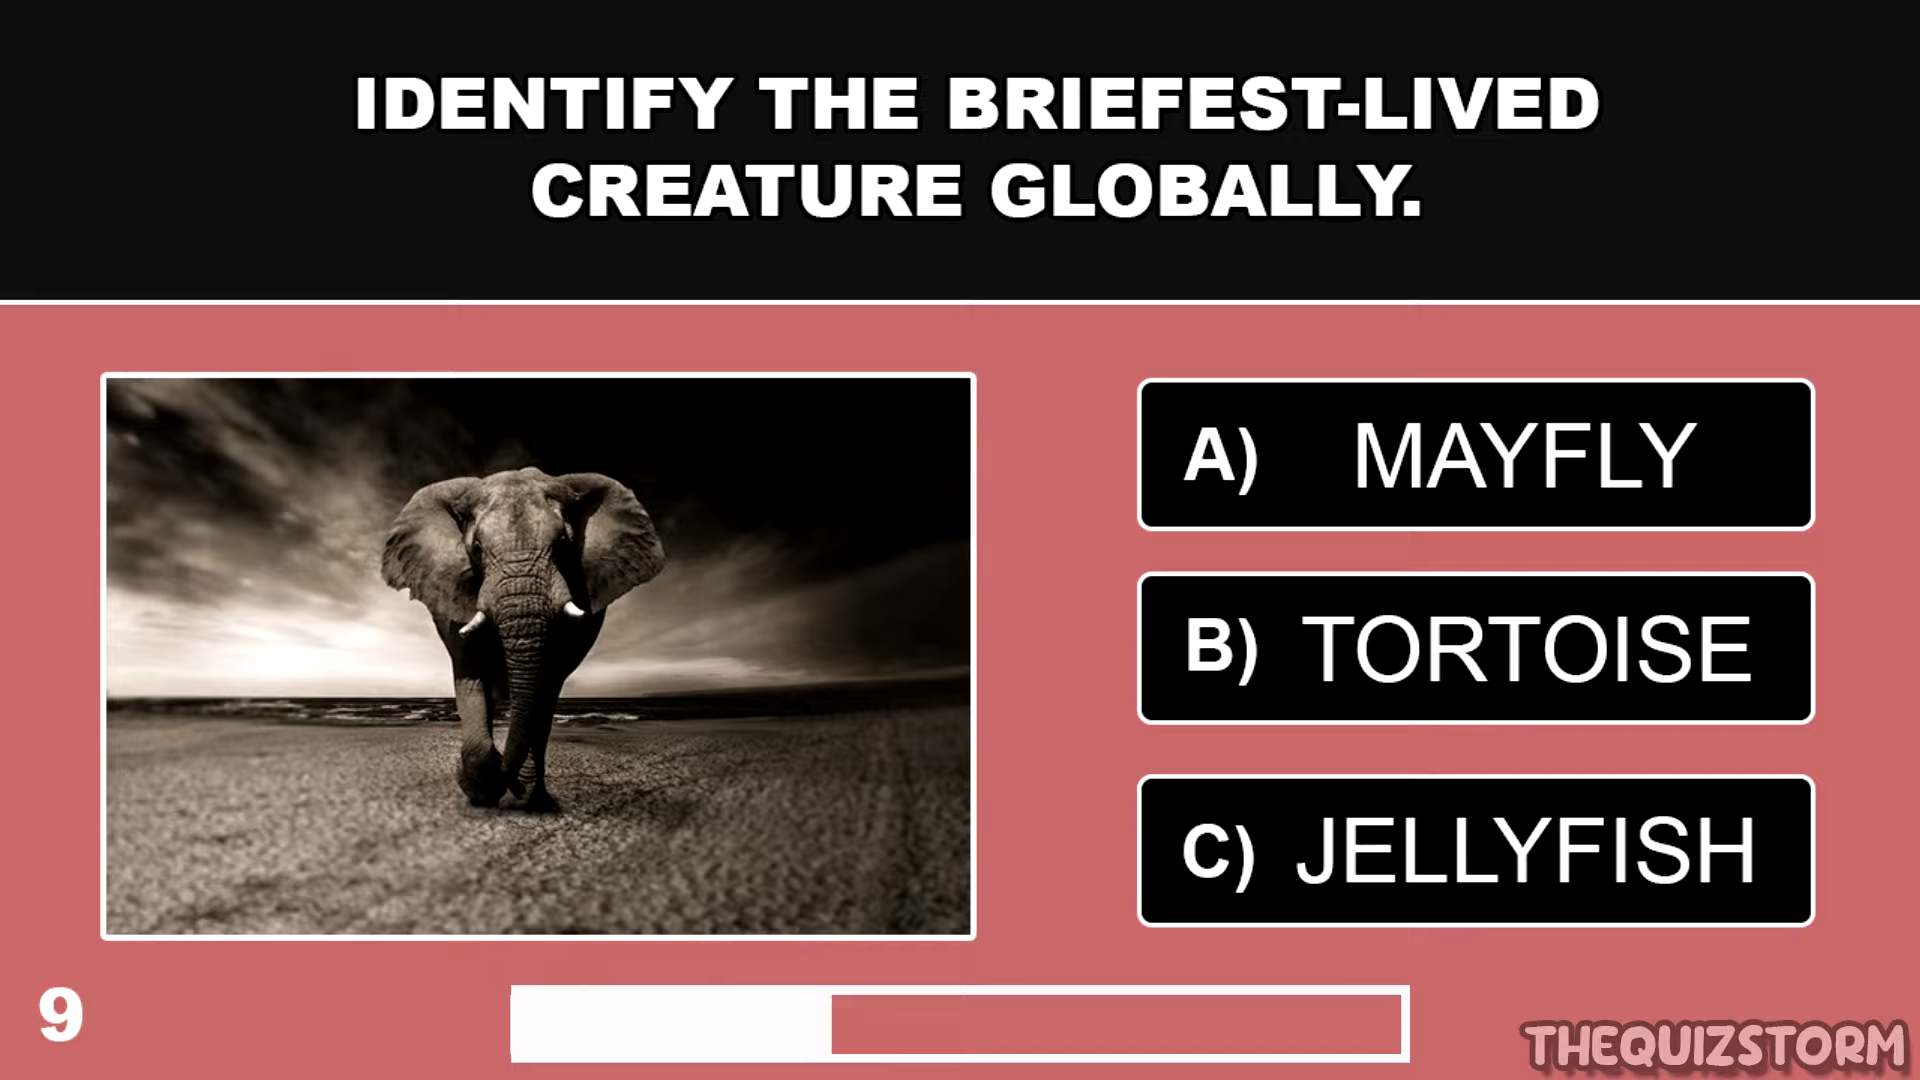 IDENTIFY THE BRIEFEST-LIVED
CREATURE GLOBALLY.
A) MAYFLY
B) TORTOISE
C) JELLYFISH
9
THEQUIZSTORM